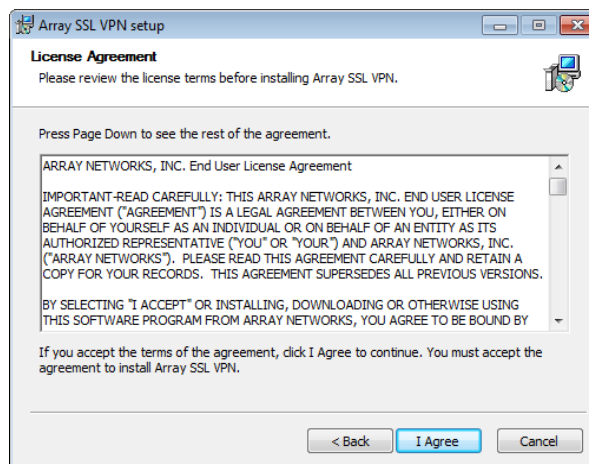 Array SSL VPN setup
License Agreement
Please review the license terms before installing Array SSL VPN.
Press Page Down to see the rest of the agreement.
ARRAY NETWORKS, INC. End User License Agreement
IMPORTANT-READ CAREFULLY: THIS ARRAY NETWORKS, INC. END USER LICENSE
AGREEMENT ("AGREEMENT") IS A LEGAL AGREEMENT BETWEEN YOU, EITHER ON
BEHALF OF YOURSELF AS AN INDIVIDUAL OR ON BEHALF OF AN ENTITY AS ITS
AUTHORIZED REPRESENTATIVE ("YOU" OR "YOUR") AND ARRAY NETWORKS, INC.
("ARRAY NETWORKS").  PLEASE READ THIS AGREEMENT CAREFULLY AND RETAIN A
COPY FOR YOUR RECORDS.  THIS AGREEMENT SUPERSEDES ALL PREVIOUS VERSIONS.
BY SELECTING "I ACCEPT" OR INSTALLING, DOWNLOADING OR OTHERWISE USING
THIS SOFTWARE PROGRAM FROM ARRAY NETWORKS, YOU AGREE TO BE BOUND BY
If you accept the terms of the agreement, click I Agree to continue. You must accept the
agreement to install Array SSL VPN.
< Back
I Agree
Cancel